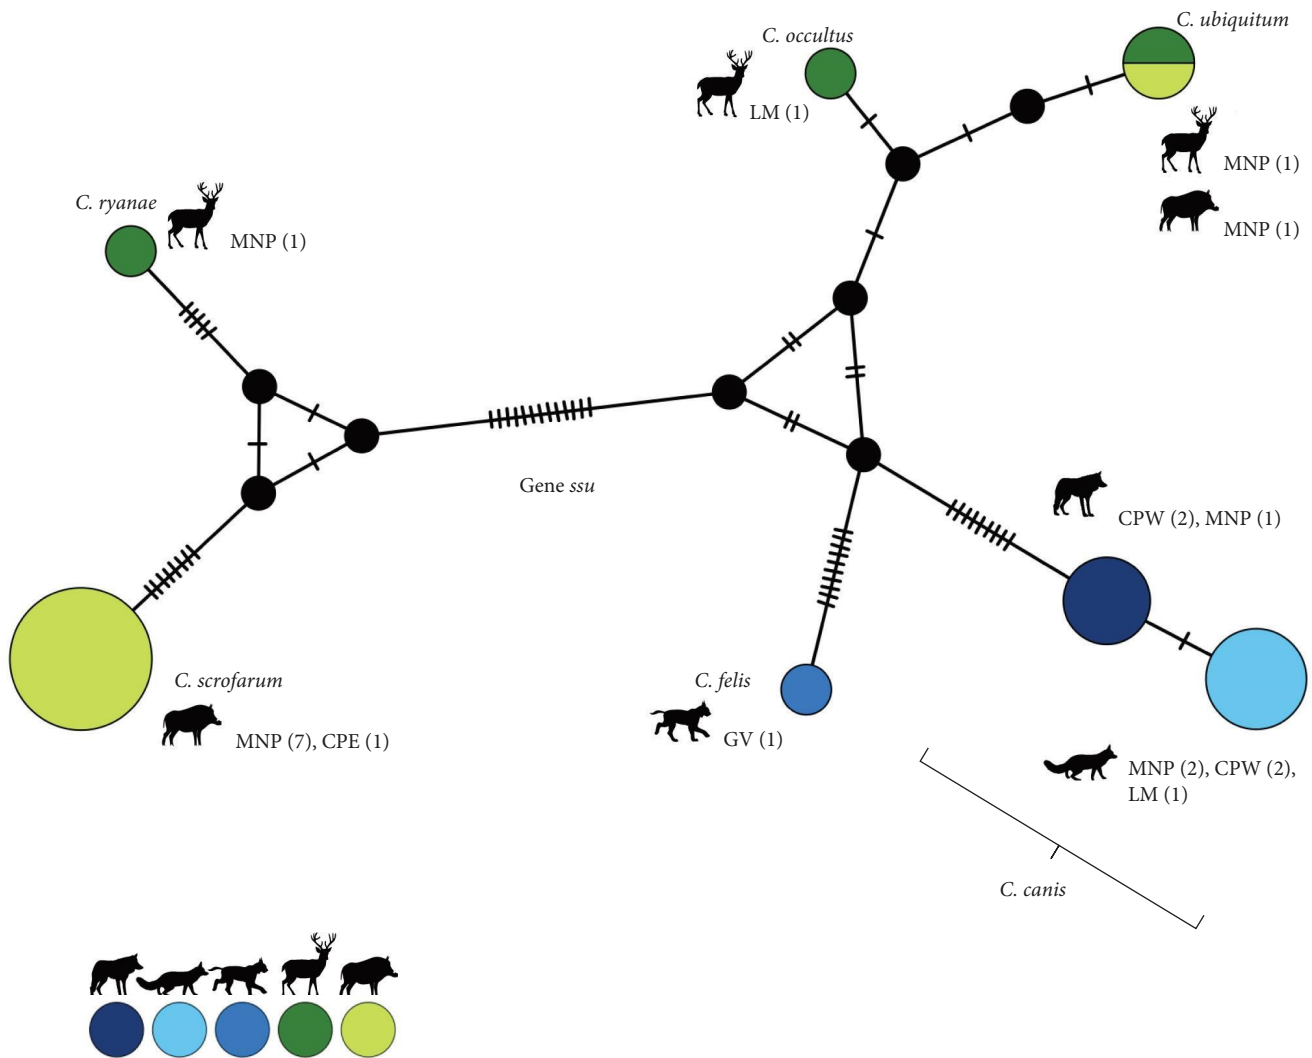 C. ubiquitum
C. occultus
LM (1)
MNP (1)
MNP (1)
C. ryanae
MNP (1)
Gene ssu
CPW (2), MNP (1)
C. scrofarum
MNP (7), CPE (1)
C. felis
GV (1)
MNP (2), CPW (2),
LM (1)
C. canis